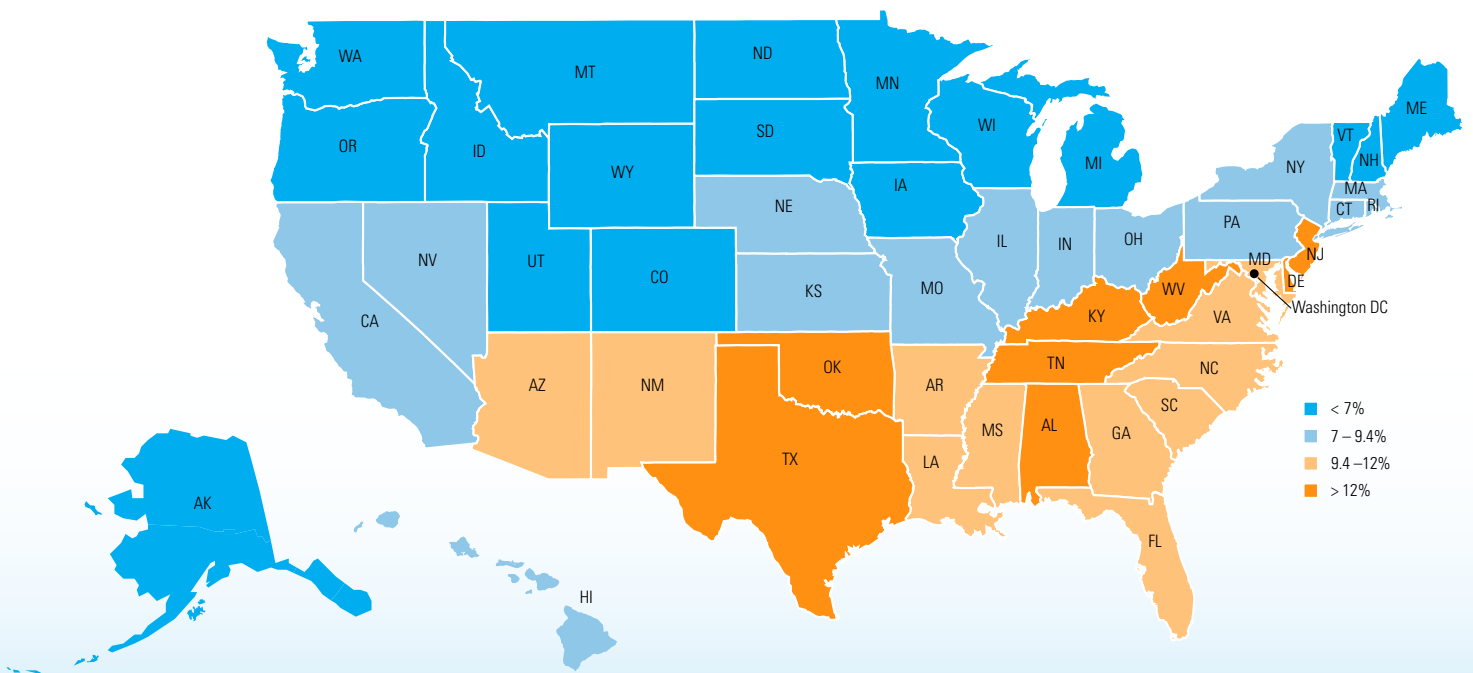 WA
MT
ND
MN
ME
OR
ID
SD
WI
VT
NH
WY
MI
NY
IA
MA
NE
CT
RI
PA
NV
UT
CO
IL
IN
OH
NJ
MD
DE
KS
MO
WV
Washington DC
CA
KY
VA
AZ
NM
OK
TN
NC
AR
SC
MS
AL
GA
TX
LA
< 7%
7 – 9.4%
9.4 –12%
> 12%
AK
FL
HI